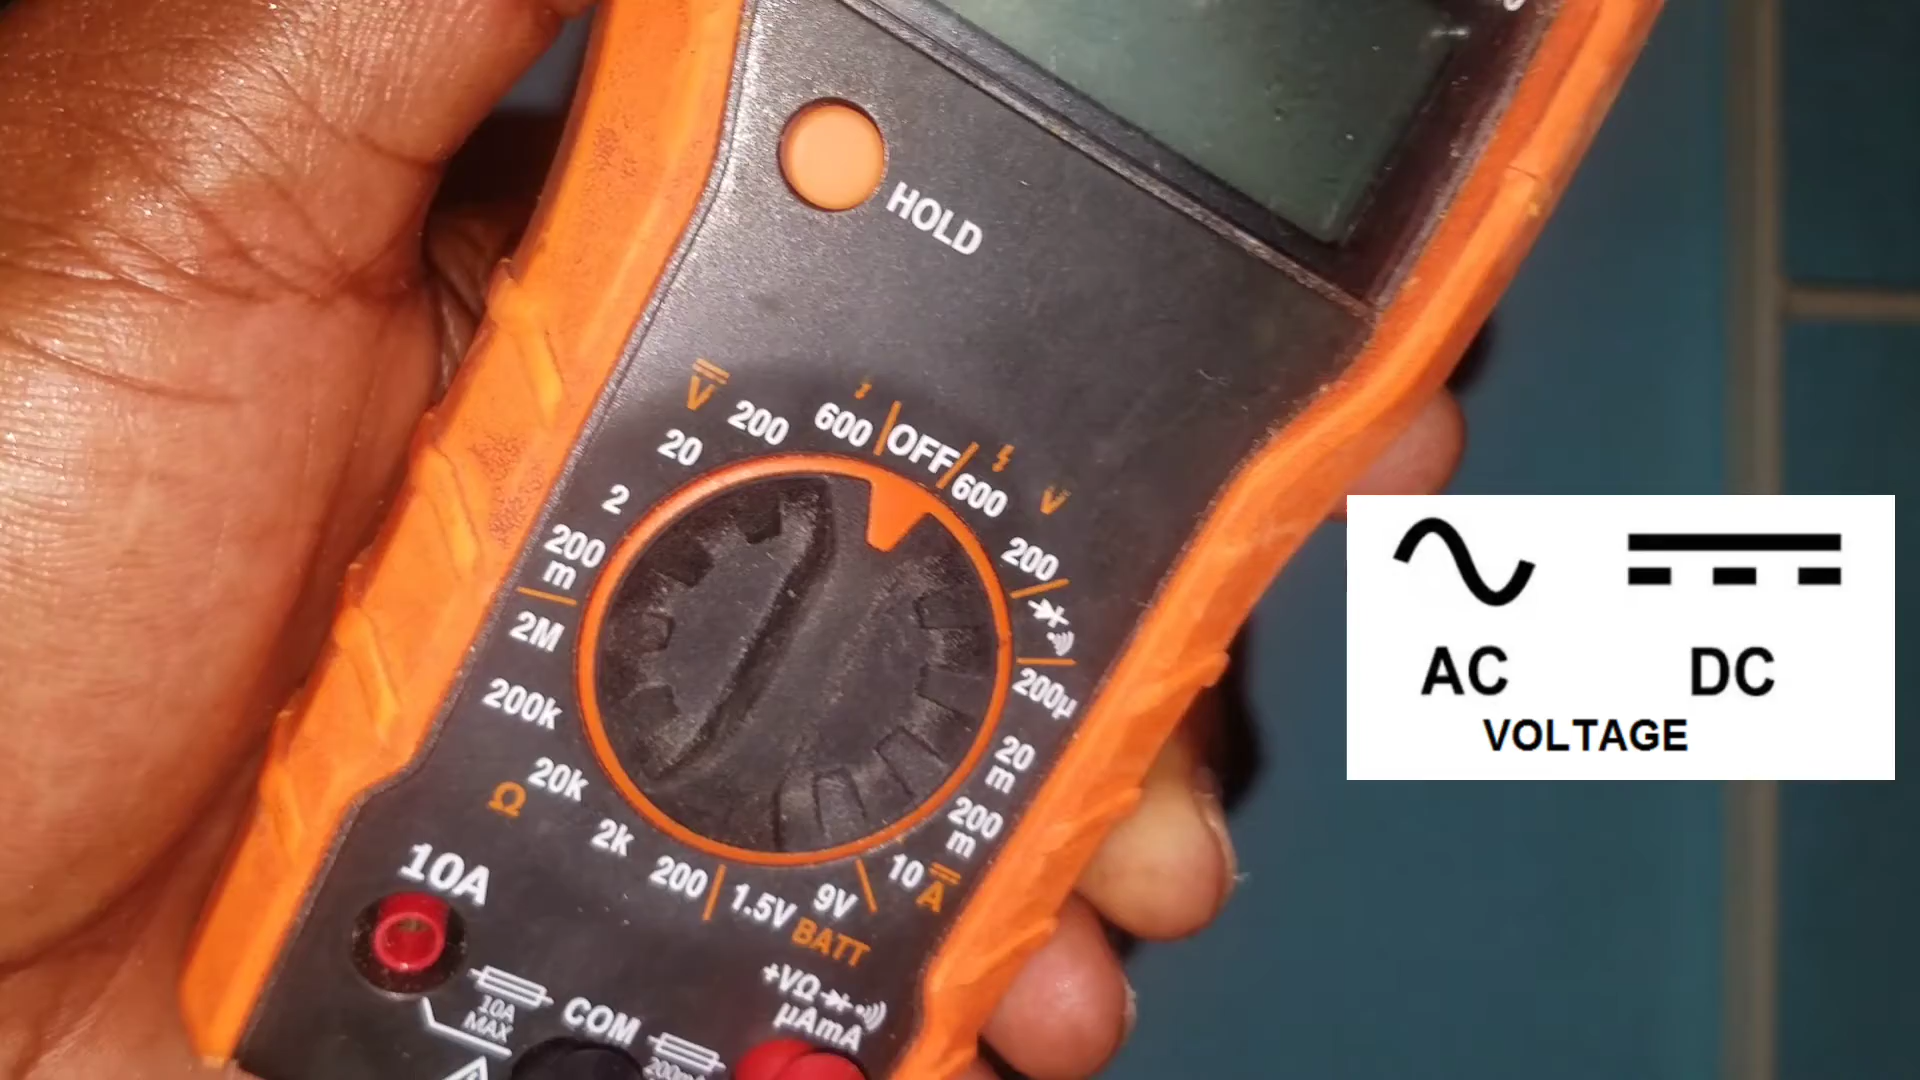 HOLD
V
200
600
OFF
600
V
20
200
2
200
m
2M
200µ
200k
20
m
20k
200
m
Ω
2k
10
A
200
1.5V
9V
BATT
10A
+VΩ
µAmA
10A
MAX
COM
AC
DC
VOLTAGE